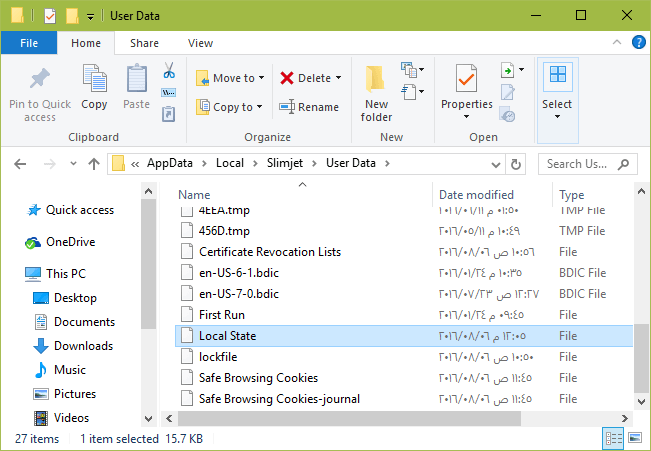 User Data
File Home Share View
Pin to Quick access
Copy
Paste
Move to
Copy to
Delete
Rename
New folder
Properties
Select
Clipboard Organize New Open
« AppData › Local › Slimjet › User Data ›
Search Us...
Quick access
OneDrive
This PC
Desktop
Documents
Downloads
Music
Pictures
Videos
Name Date modified Type
4EEA.tmp ٢٠١٦/٠١/١١ م ٠١:٥٠ TMP File
456D.tmp ٢٠١٦/٠٥/١١ م ١٠:٤٩ TMP File
Certificate Revocation Lists ٢٠١٦/٠٨/٠٦ ص ١٠:٥٦ File
en-US-6-1.bdic ٢٠١٦/٠١/٢٤ م ١٠:٣٥ BDIC File
en-US-7-0.bdic ٢٠١٦/٠٧/٢٣ ص ١٢:٢٧ BDIC File
First Run ٢٠١٦/٠١/٢٤ م ٠٩:٤٥ File
Local State ٢٠١٦/٠٨/٠٦ م ١٢:٠٥ File
lockfile ٢٠١٦/٠٨/٠٦ ص ١٠:٥٠ File
Safe Browsing Cookies ٢٠١٦/٠٨/٠٦ ص ١١:٤٥ File
Safe Browsing Cookies-journal ٢٠١٦/٠٨/٠٦ ص ١١:٤٥ File
27 items 1 item selected 15.7 KB